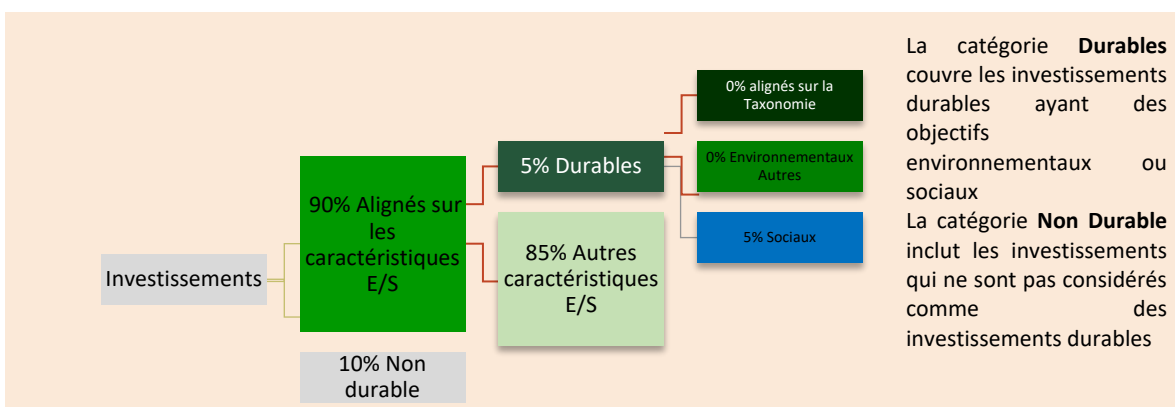 Investissements
90% Alignés sur
les
caractéristiques
E/S
10% Non
durable
5% Durables
85% Autres
caractéristiques
E/S
0% alignés sur la
Taxonomie
0% Environnementaux
Autres
5% Sociaux
La catégorie Durables
couvre les investissements
durables ayant des
objectifs
environnementaux ou
sociaux
La catégorie Non Durable
inclut les investissements
qui ne sont pas considérés
comme des
investissements durables